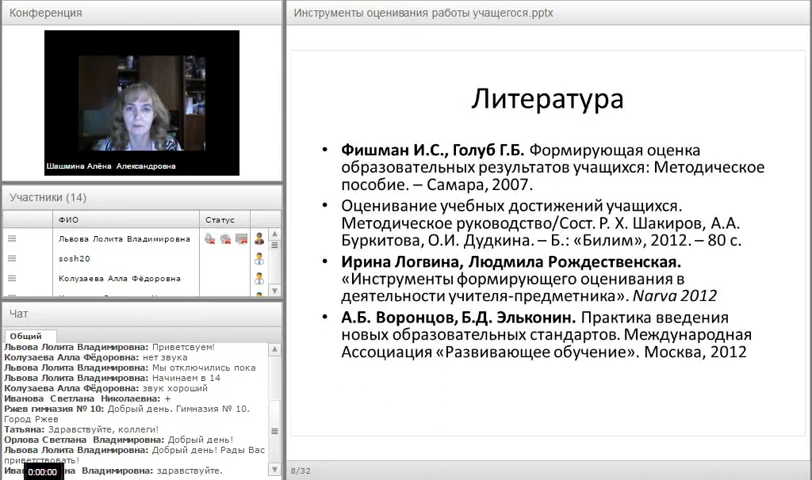 Конференция
Шашмина Алёна Александровна
Участники (14)
ФИО
Статус
Львова Лолита Владимировна
sosh20
Колузаева Алла Фёдоровна
Чат
Общий
Львова Лолита Владимировна: Приветсвуем!
Колузаева Алла Фёдоровна: нет звука
Львова Лолита Владимировна: Мы отключились пока
Львова Лолита Владимировна: Начинаем в 14
Колузаева Алла Фёдоровна: звук хороший
Иванова Светлана Николаевна: +
Ржев гимназия № 10: Добрый день. Гимназия № 10.
Город Ржев
Татьяна: Здравствуйте, коллеги!
Орлова Светлана Владимировна: Добрый день!
Львова Лолита Владимировна: Добрый день! Рады Вас
приветствовать!
Владимировна: здравствуйте.
0:00:00
Инструменты оценивания работы учащегося.pptx
Литература
• Фишман И.С., Голуб Г.Б. Формирующая оценка
образовательных результатов учащихся: Методическое
пособие. – Самара, 2007.
• Оценивание учебных достижений учащихся.
Методическое руководство/Сост. Р. Х. Шакиров, А.А.
Буркитова, О.И. Дудкина. – Б.: «Билим», 2012. – 80 с.
• Ирина Логвина, Людмила Рождественская.
«Инструменты формирующего оценивания в
деятельности учителя-предметника». Narva 2012
• А.Б. Воронцов, Б.Д. Эльконин. Практика введения
новых образовательных стандартов. Международная
Ассоциация «Развивающее обучение». Москва, 2012
8/32